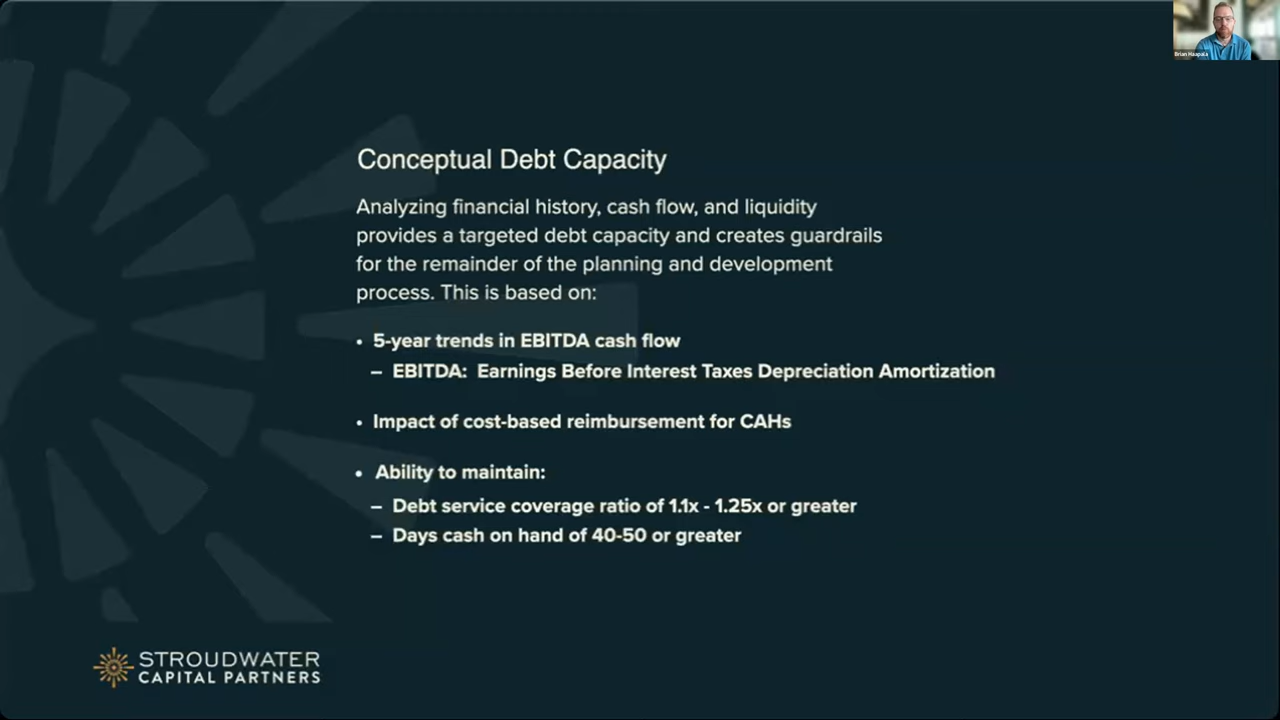 Brian Haapala
Conceptual Debt Capacity
Analyzing financial history, cash flow, and liquidity
provides a targeted debt capacity and creates guardrails
for the remainder of the planning and development
process. This is based on:
• 5-year trends in EBITDA cash flow
– EBITDA: Earnings Before Interest Taxes Depreciation Amortization
• Impact of cost-based reimbursement for CAHs
• Ability to maintain:
– Debt service coverage ratio of 1.1x - 1.25x or greater
– Days cash on hand of 40-50 or greater
STROUDWATER
CAPITAL PARTNERS